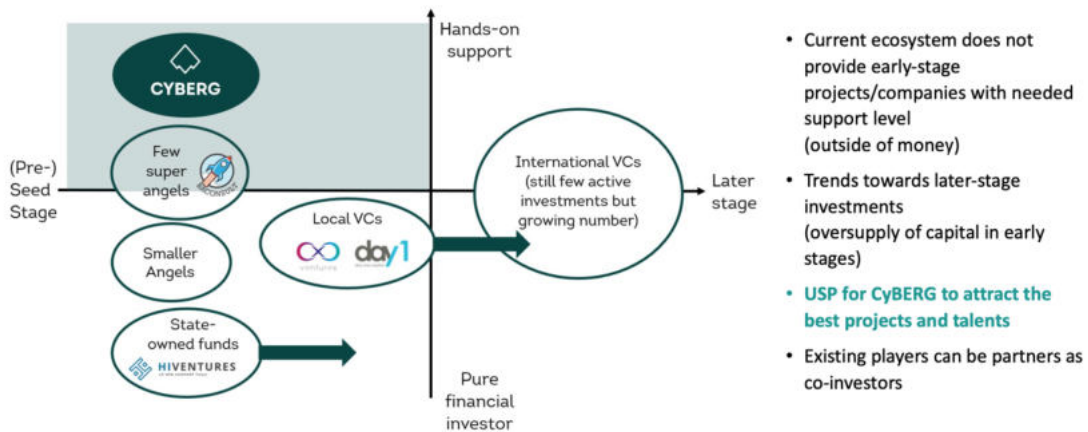 Hands-on
support
CYBERG
Few
super
angels
(Pre-)
Seed
Stage
International VCs
(still few active
investments but
growing number)
Later
stage
Local VCs
ventures
day1
Smaller
Angels
State-
owned funds
HIVENTURES
Pure
financial
investor
• Current ecosystem does not
provide early-stage
projects/companies with needed
support level
(outside of money)
• Trends towards later-stage
investments
(oversupply of capital in early
stages)
• USP for CyBERG to attract the
best projects and talents
• Existing players can be partners as
co-investors